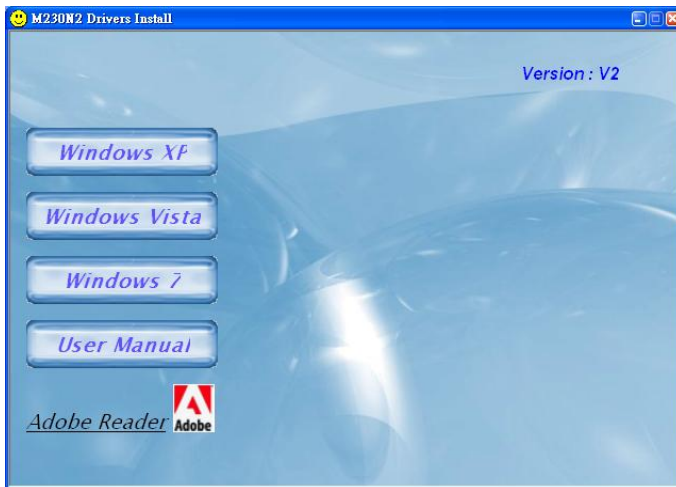 M230N2 Drivers Install
Version : V2
Windows XP
Windows Vista
Windows 7
User Manual
Adobe Reader
Adobe